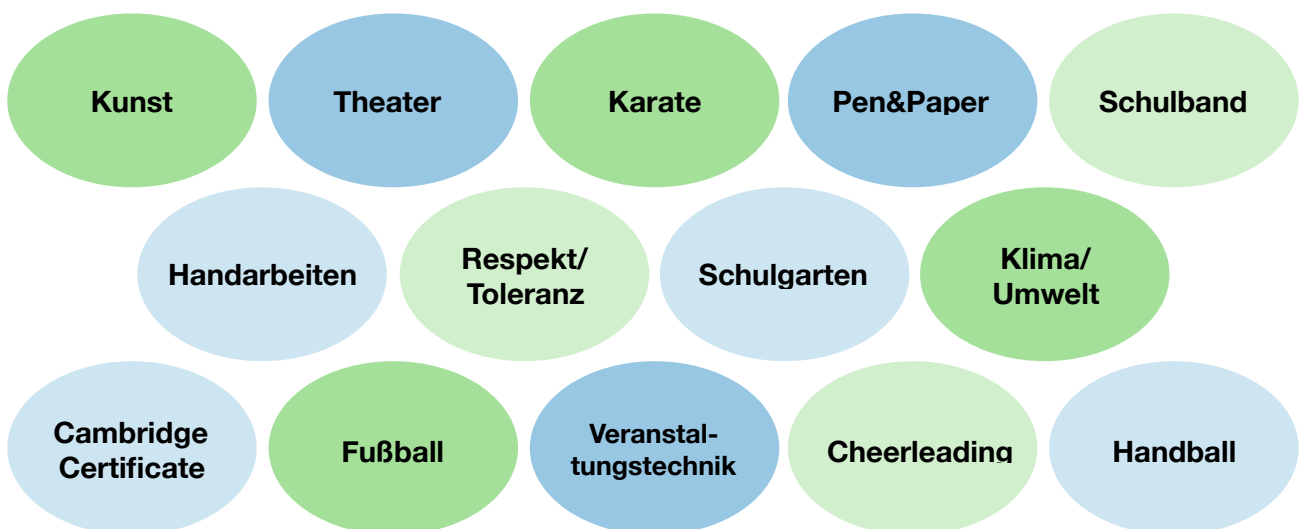 Kunst
Theater
Karate
Pen&Paper
Schulband
Handarbeiten
Respekt/
Toleranz
Schulgarten
Klima/
Umwelt
Cambridge
Certificate
Fußball
Veranstal-
tungstechnik
Cheerleading
Handball